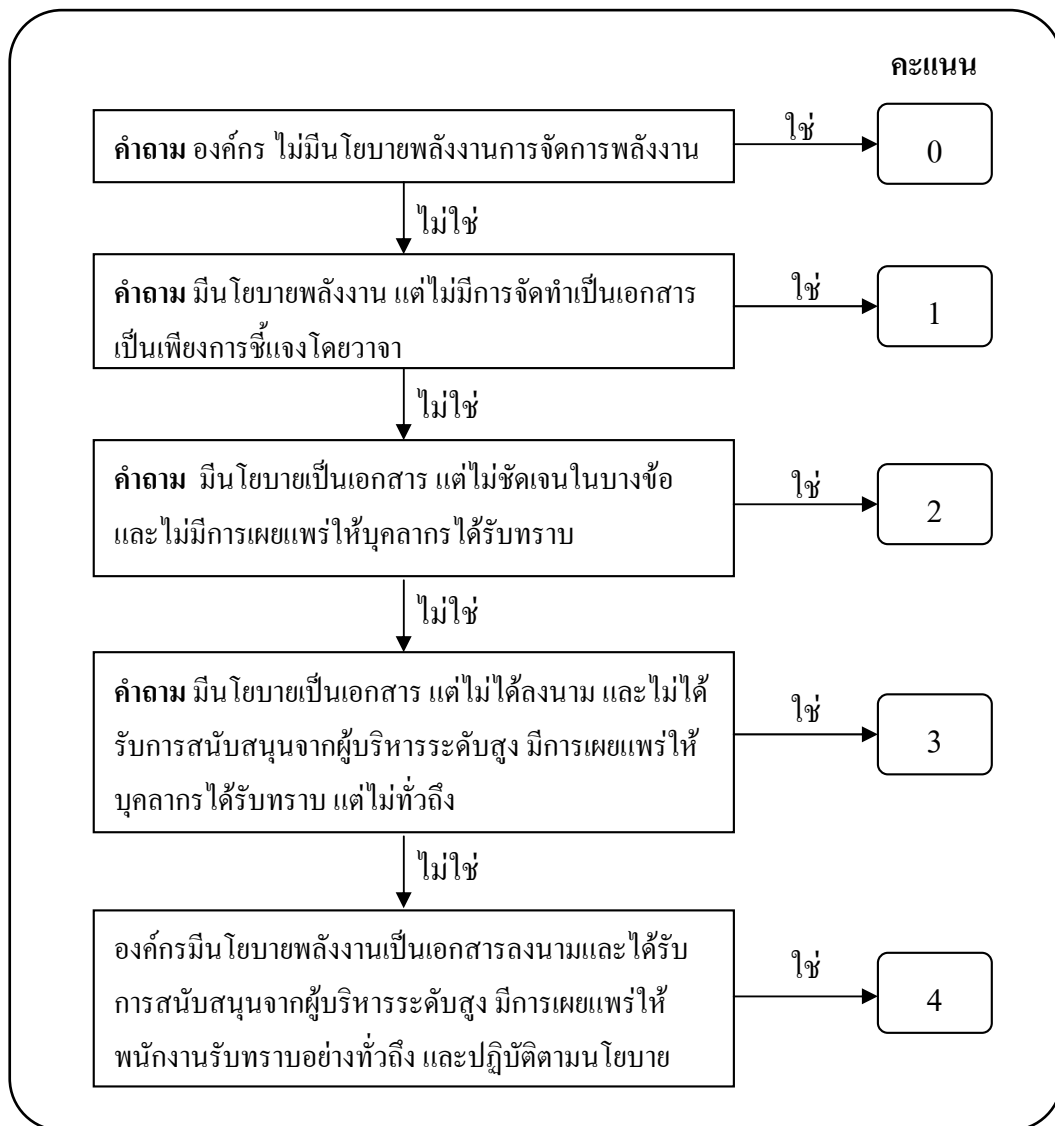 คะแนน
คำถาม องค์กร ไม่มีนโยบายพลังงานการจัดการพลังงาน
ใช่
0
ไม่ใช่
คำถาม มีนโยบายพลังงาน แต่ไม่มีการจัดทำเป็นเอกสาร
เป็นเพียงการชี้แจงโดยวาจา
ใช่
1
ไม่ใช่
คำถาม มีนโยบายเป็นเอกสาร แต่ไม่ชัดเจนในบางข้อ
และไม่มีการเผยแพร่ให้บุคลากรได้รับทราบ
ใช่
2
ไม่ใช่
คำถาม มีนโยบายเป็นเอกสาร แต่ไม่ได้ลงนาม และไม่ได้
รับการสนับสนุนจากผู้บริหารระดับสูง มีการเผยแพร่ให้
บุคลากรได้รับทราบ แต่ไม่ทั่วถึง
ใช่
3
ไม่ใช่
องค์กรมีนโยบายพลังงานเป็นเอกสารลงนามและได้รับ
การสนับสนุนจากผู้บริหารระดับสูง มีการเผยแพร่ให้
พนักงานรับทราบอย่างทั่วถึง และปฏิบัติตามนโยบาย
ใช่
4